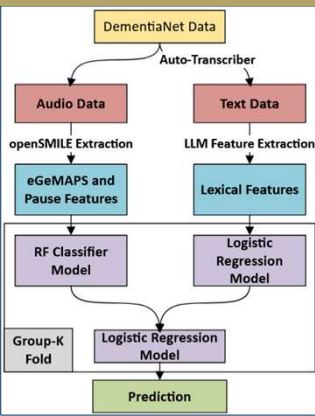 DementiaNet Data
Auto-Transcriber
Audio Data
Text Data
openSMILE Extraction
LLM Feature Extraction
eGeMAPS and
Pause Features
Lexical Features
RF Classifier
Model
Logistic
Regression
Model
Group-K
Fold
Logistic Regression
Model
Prediction